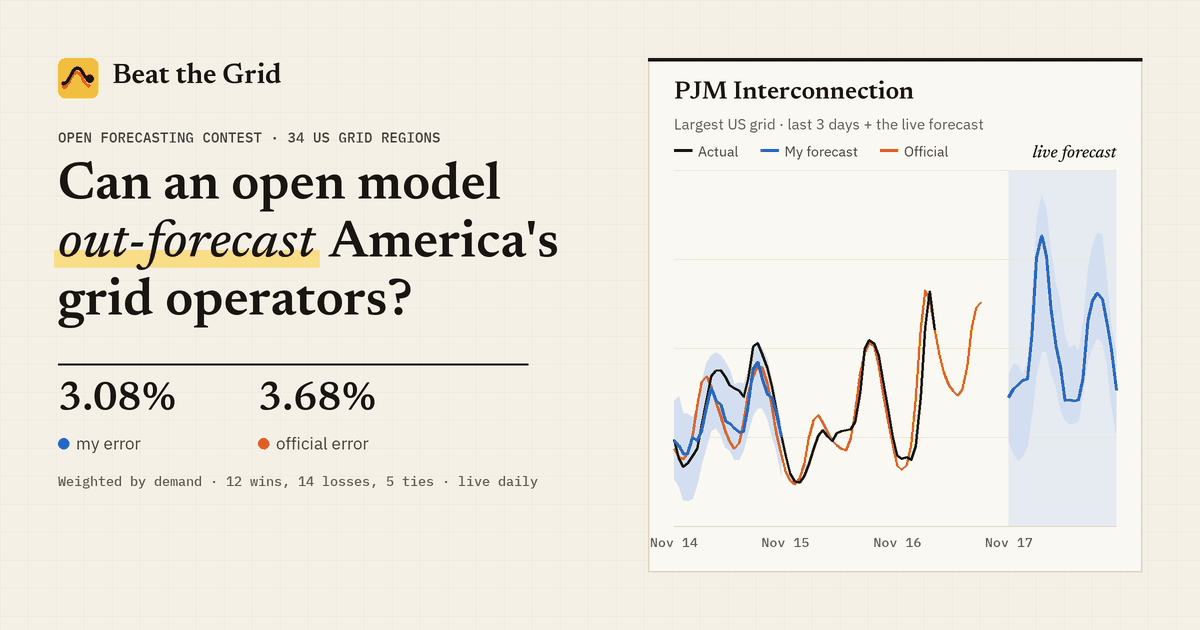 Beat the Grid
OPEN FORECASTING CONTEST · 34 US GRID REGIONS
Can an open model
out-forecast America's
grid operators?
3.08%
3.68%
my error
official error
Weighted by demand · 12 wins, 14 losses, 5 ties · live daily
PJM Interconnection
Largest US grid · last 3 days + the live forecast
Actual
My forecast
Official
live forecast
Nov 14
Nov 15
Nov 16
Nov 17